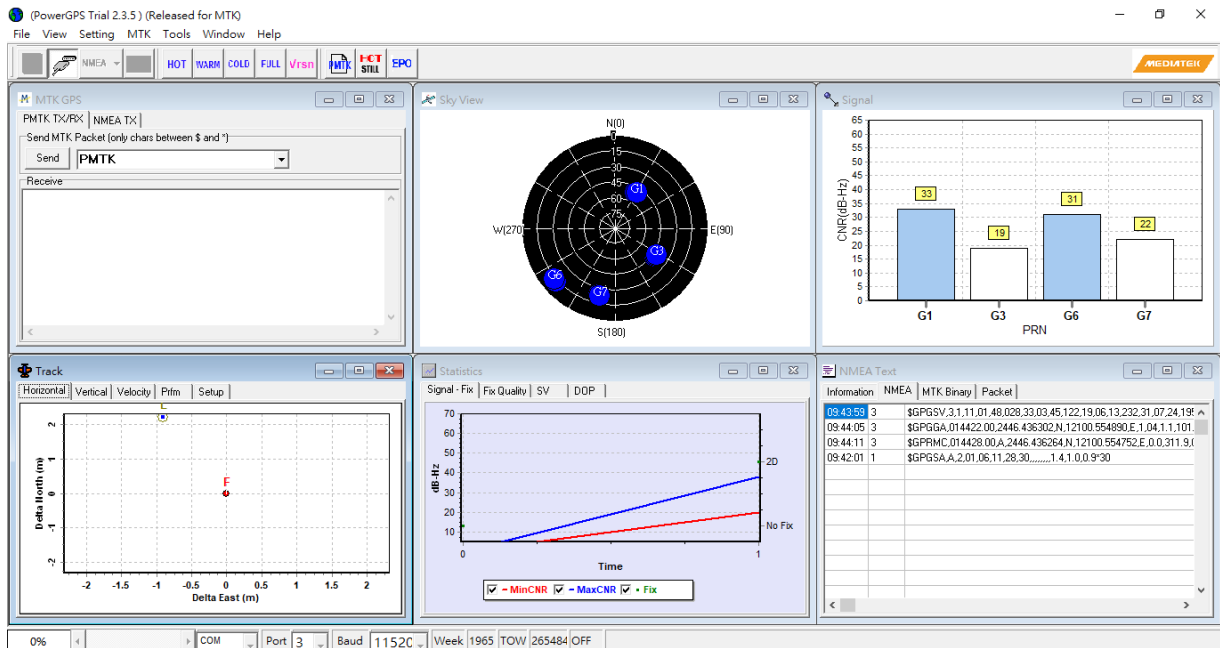 (PowerGPS Trial 2.3.5 ) (Released for MTK)
File View Setting MTK Tools Window Help
NMEA HOT WARM COLD FULL Vrsn PMTK HOT STILL EPO MEDIATEK
MTK GPS
PMTK TX/RX NMEA TX
Send MTK Packet (only chars between $ and *)
Send PMTK
Receive
Sky View
N(0)
0
15
30
45
60
75
W(270)
E(90)
S(180)
G1
G3
G6
G7
Signal
CNR(dB-Hz)
65
60
55
50
45
40
35
30
25
20
15
10
5
0
33
19
31
22
G1 G3 G6 G7
PRN
Track
Horizontal Vertical Velocity Prfm Setup
Delta North (m)
2
1
0
-1
-2
F
-2 -1.5 -1 -0.5 0 0.5 1 1.5 2
Delta East (m)
Statistics
Signal - Fix Fix Quality SV DOP
dB-Hz
70
60
50
40
30
20
10
2D
No Fix
0 1
Time
MinCNR MaxCNR Fix
NMEA Text
Information NMEA MTK Binary Packet
09:43:59 3 $GPGSV,3,1,11,01,48,028,33,03,45,122,19,06,13,232,31,07,24,195
09:44:05 3 $GPGGA,014422.00,2446.436302,N,12100.554890,E,1,04,1.1,101.
09:44:11 3 $GPRMC,014428.00,A,2446.436264,N,12100.554752,E,0.0,311.9,
09:42:01 1 $GPGSA,A,2,01,06,11,28,30,,,,,,,,1.4,1.0,0.9*30
0% COM Port 3 Baud 11520 Week 1965 TOW 265484 OFF